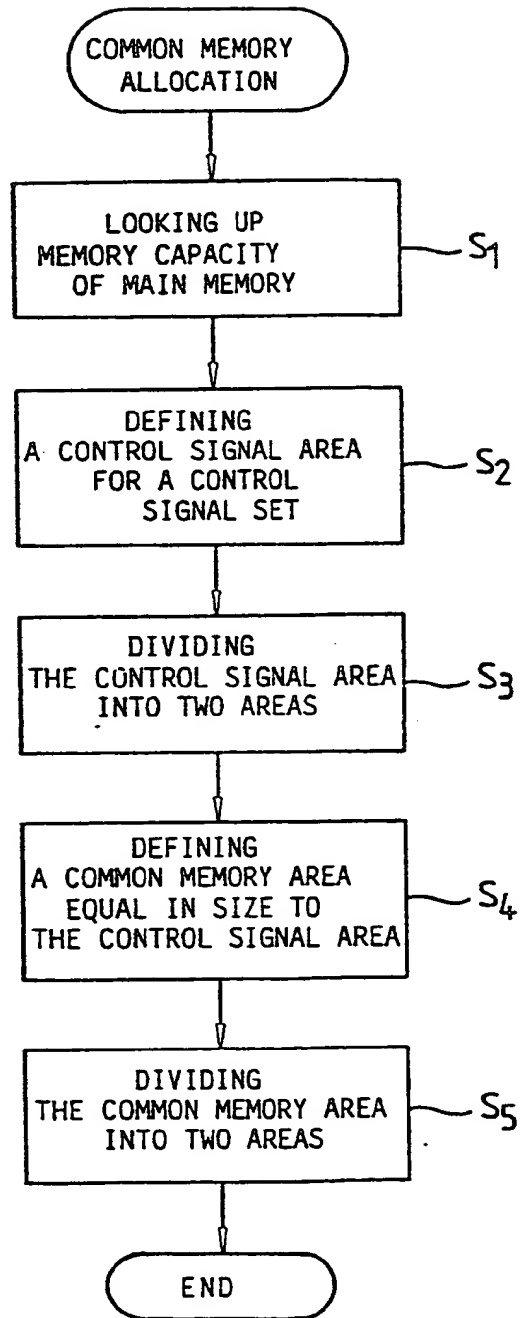 COMMON MEMORY
ALLOCATION
LOOKING UP
MEMORY CAPACITY
OF MAIN MEMORY
S1
DEFINING
A CONTROL SIGNAL AREA
FOR A CONTROL
SIGNAL SET
S2
DIVIDING
THE CONTROL SIGNAL AREA
INTO TWO AREAS
S3
DEFINING
A COMMON MEMORY AREA
EQUAL IN SIZE TO
THE CONTROL SIGNAL AREA
S4
DIVIDING
THE COMMON MEMORY AREA
INTO TWO AREAS
S5
END